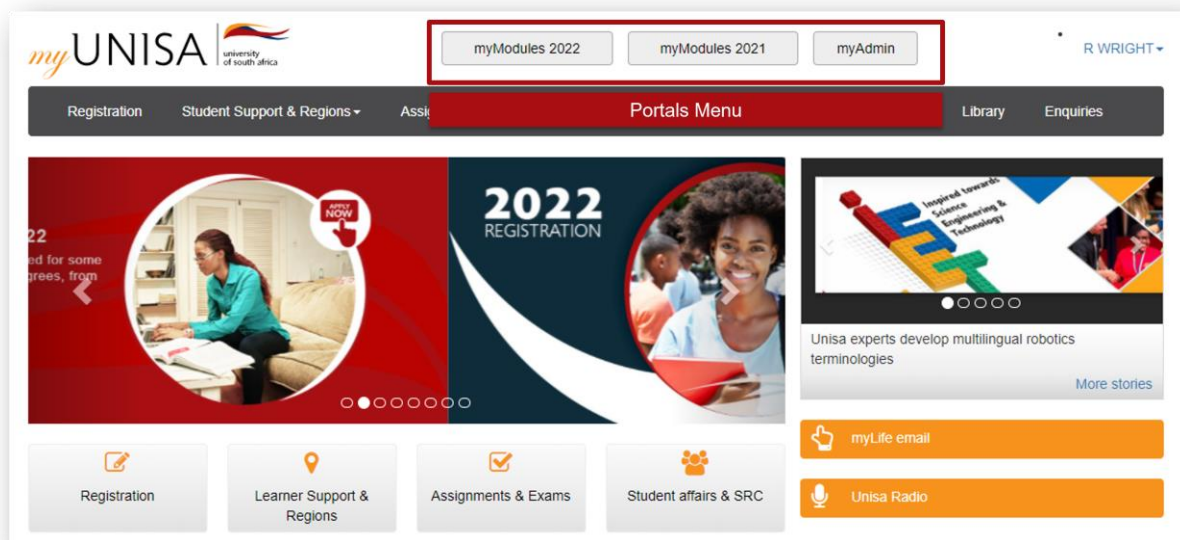 myUNISA
university
of south africa
myModules 2022
myModules 2021
myAdmin
R WRIGHT
Registration
Student Support & Regions
Portals Menu
Library
Enquiries
22
ed for some
grees, from
APPLY
NOW
2022
REGISTRATION
iSET
Inspired towards
Science
Engineering &
Technology
Unisa experts develop multilingual robotics
terminologies
More stories
myLife email
Unisa Radio
Registration
Learner Support &
Regions
Assignments & Exams
Student affairs & SRC